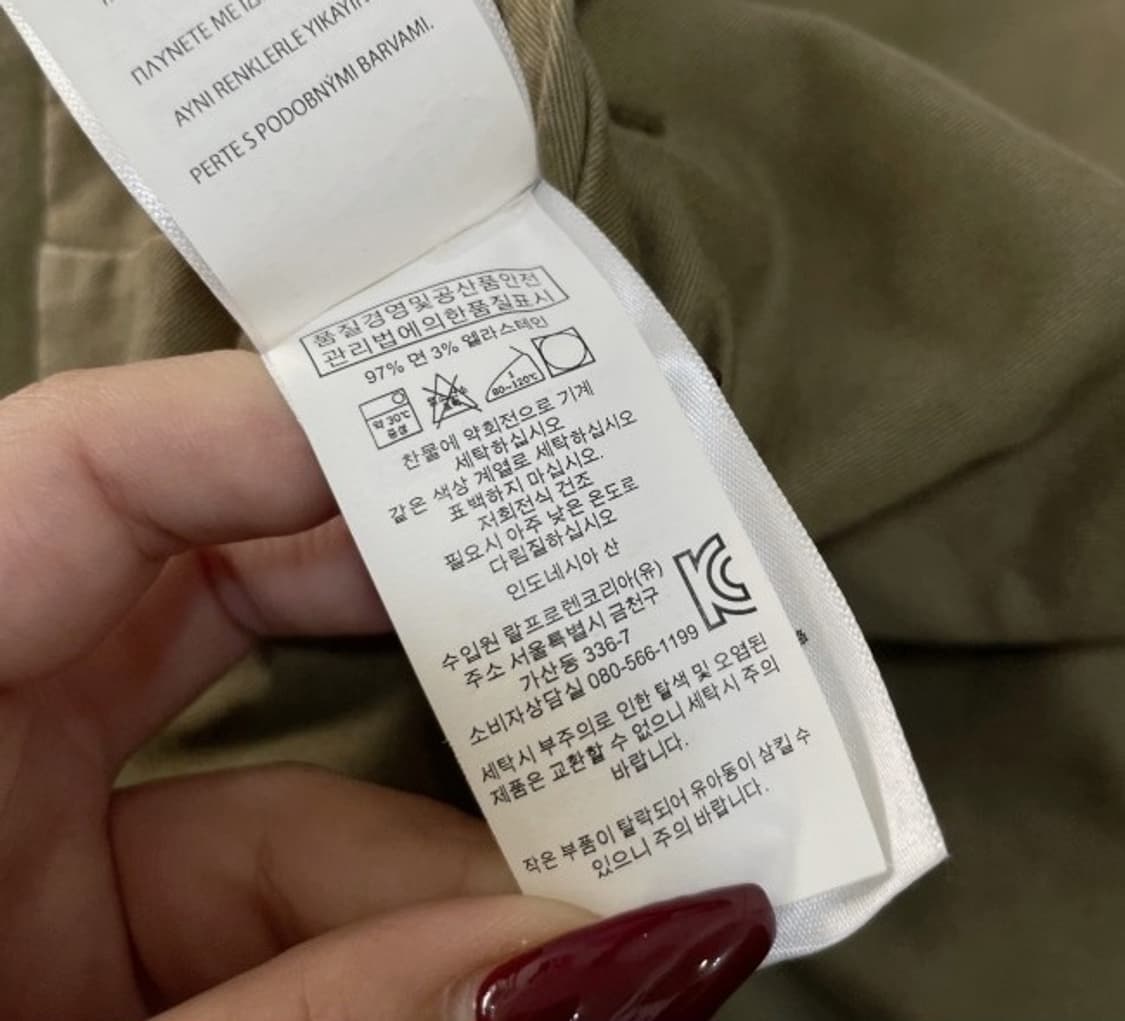 ΠΛΥΝΕΤΕ ΜΕ
AYNI RENKLERLE YIKAYIN
PERTE S PODOBNÝMI BARVAMI.
품질경영및공산품안전
관리법에의한품질표시
97% 면 3% 엘라스테인
약 30℃
중성
1
80~120℃
찬물에 약회전으로 기계
세탁하십시오
같은 색상 계열로 세탁하십시오
표백하지 마십시오.
저회전식 건조
필요시 아주 낮은 온도로
다림질하십시오
인도네시아 산
수입원 랄프로렌코리아(유)
주소 서울특별시 금천구
가산동 336-7
소비자상담실 080-566-1199
세탁시 부주의로 인한 탈색 및 오염된
제품은 교환할 수 없으니 세탁시 주의
바랍니다.
작은 부품이 탈락되어 유아동이 삼킬 수
있으니 주의 바랍니다.